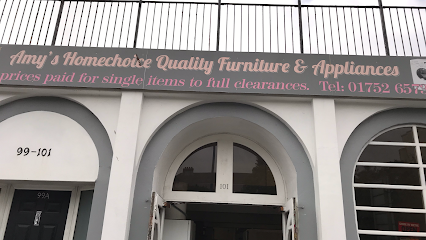 Amy's Homechoice Quality Furniture & Appliances
prices paid for single items to full clearances. Tel: 01752
99-101
99A
101